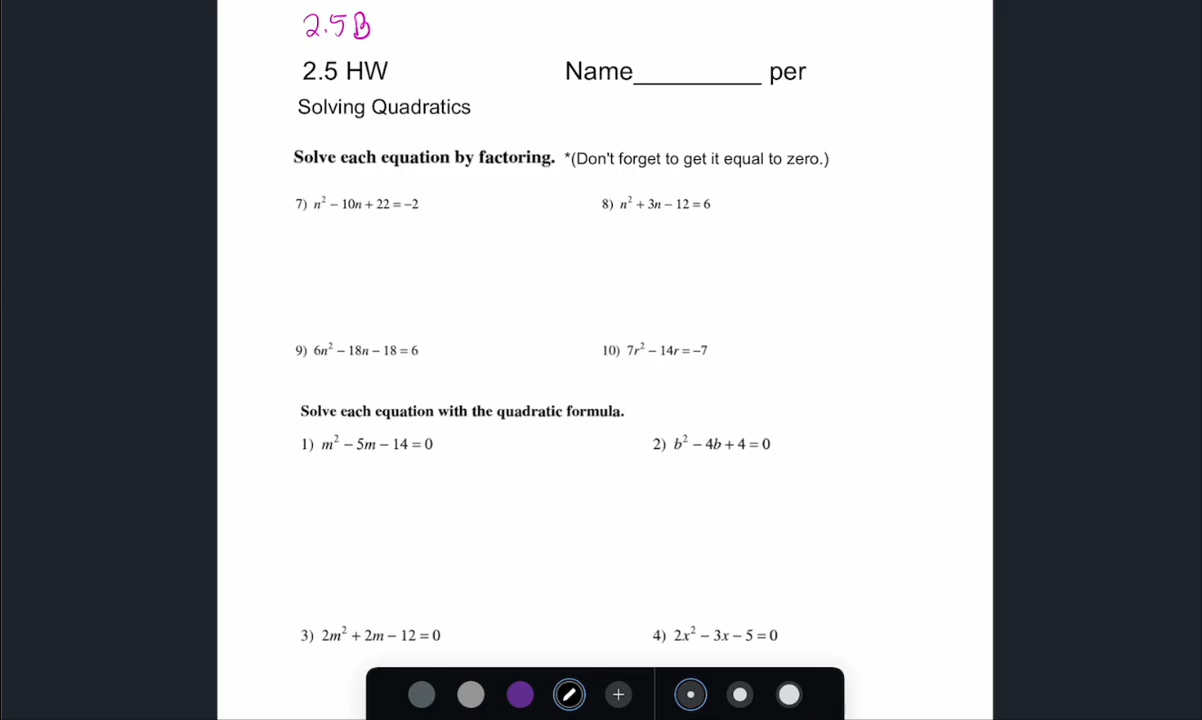 2.5B
2.5 HW Name_________ per
Solving Quadratics
Solve each equation by factoring. *(Don't forget to get it equal to zero.)
7) n² − 10n + 22 = −2 8) n² + 3n − 12 = 6
9) 6n² − 18n − 18 = 6 10) 7r² − 14r = −7
Solve each equation with the quadratic formula.
1) m² − 5m − 14 = 0 2) b² − 4b + 4 = 0
3) 2m² + 2m − 12 = 0 4) 2x² − 3x − 5 = 0